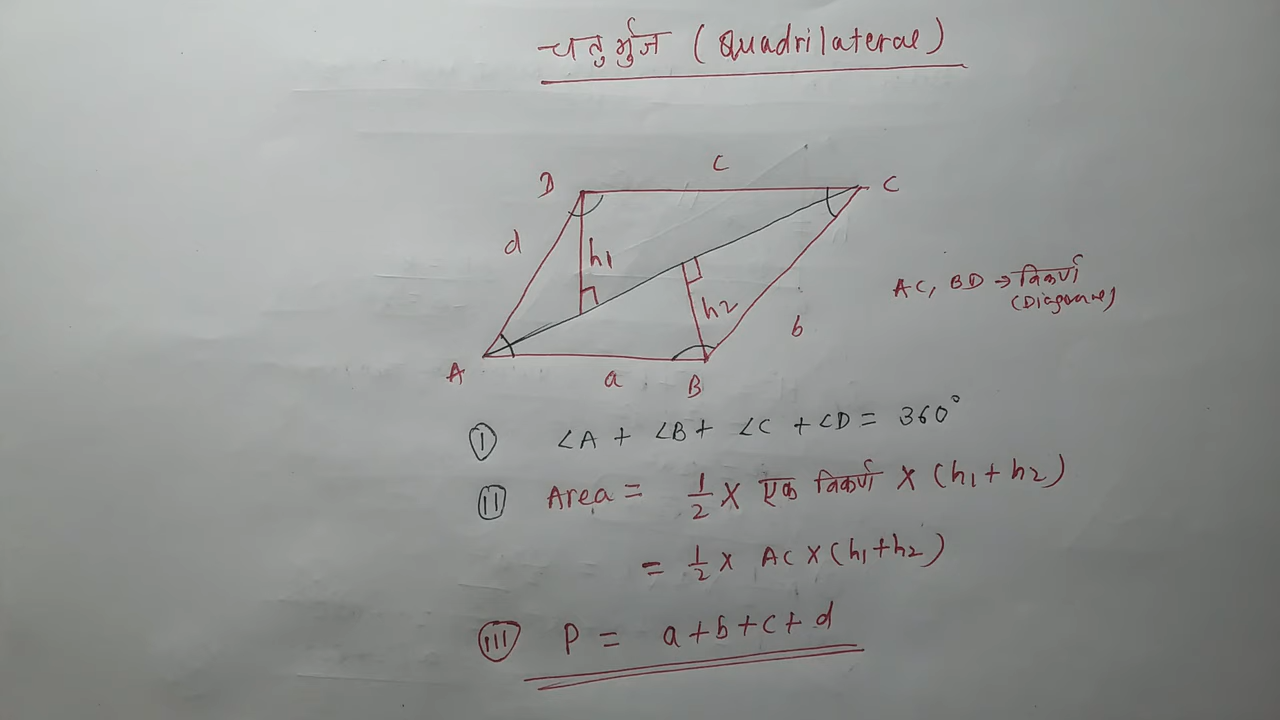 चतुर्भुज (Quadrilateral)
C
D
C
d
h1
h2
AC, BD → विकर्ण
(Diagonal)
b
A
a
B
I ∠A + ∠B + ∠C + ∠D = 360°
II Area = 1/2 × एक विकर्ण × (h1 + h2)
= 1/2 × AC × (h1 + h2)
III P = a + b + c + d